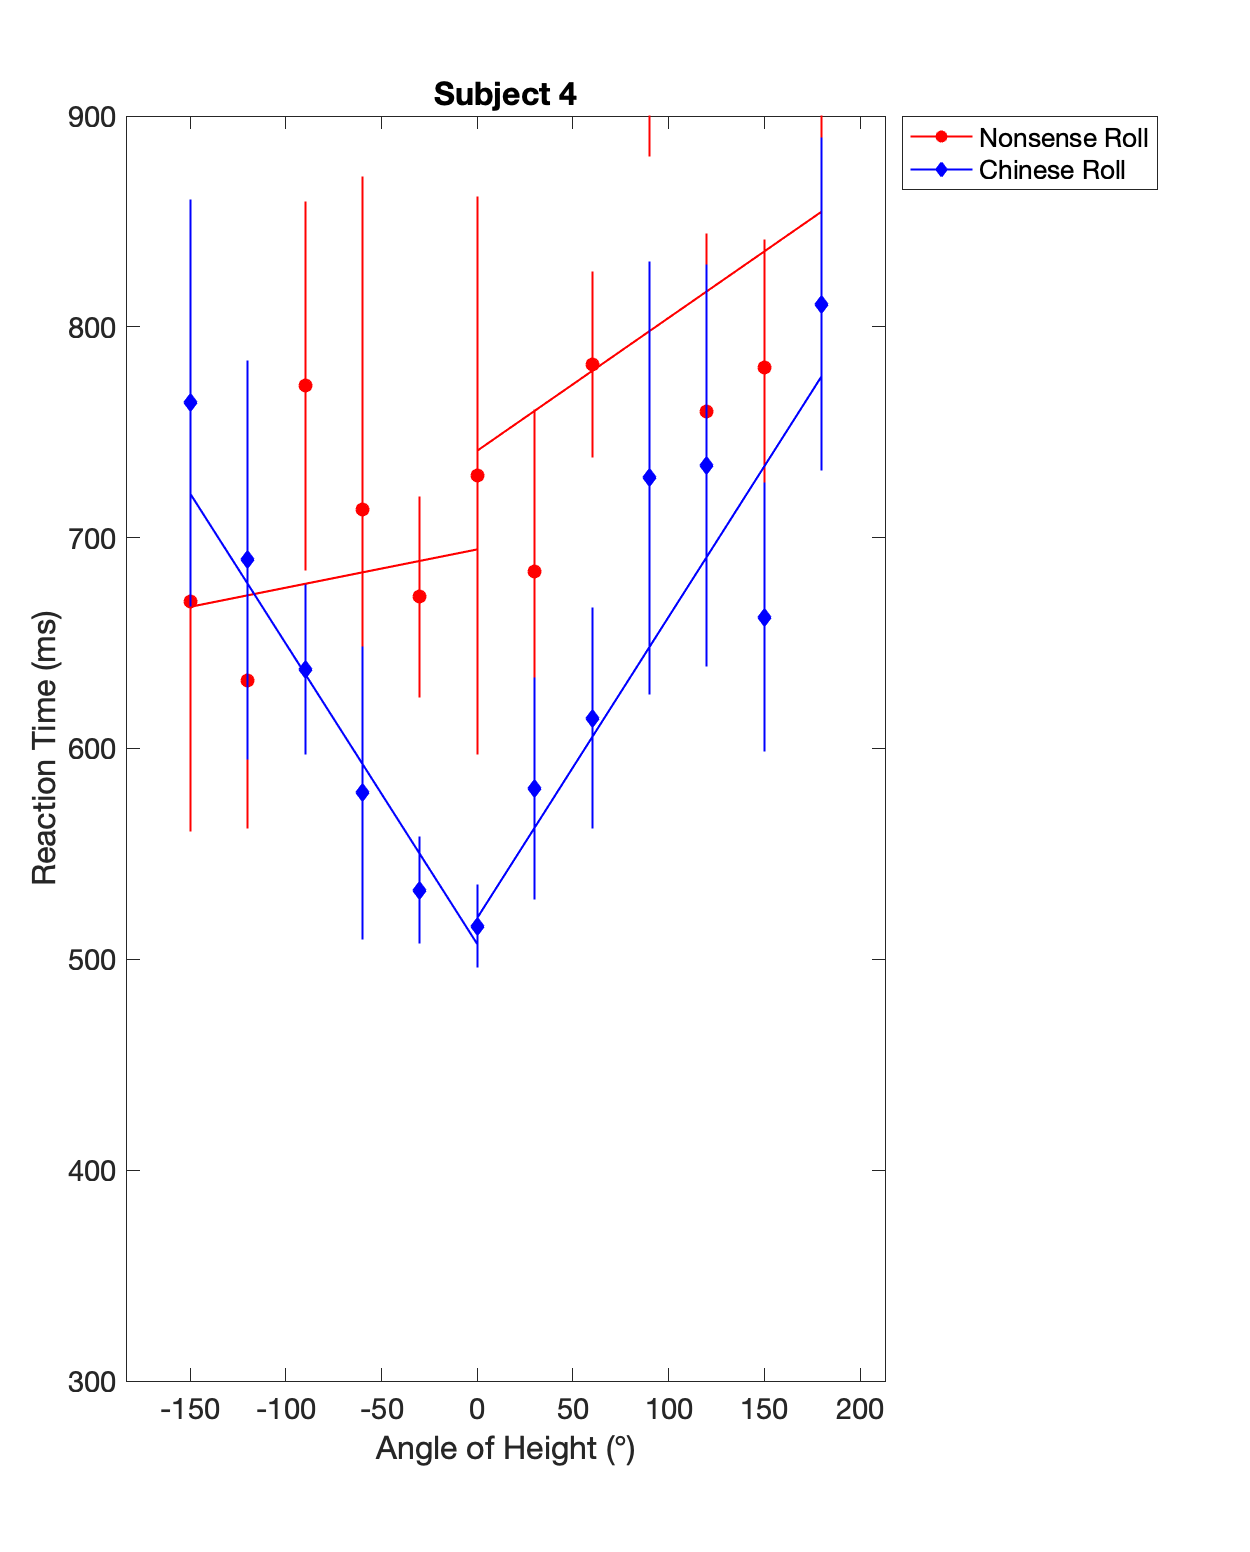 Subject 4
900
800
700
600
500
400
300
Reaction Time (ms)
-150 -100 -50 0 50 100 150 200
Angle of Height (°)
Nonsense Roll
Chinese Roll